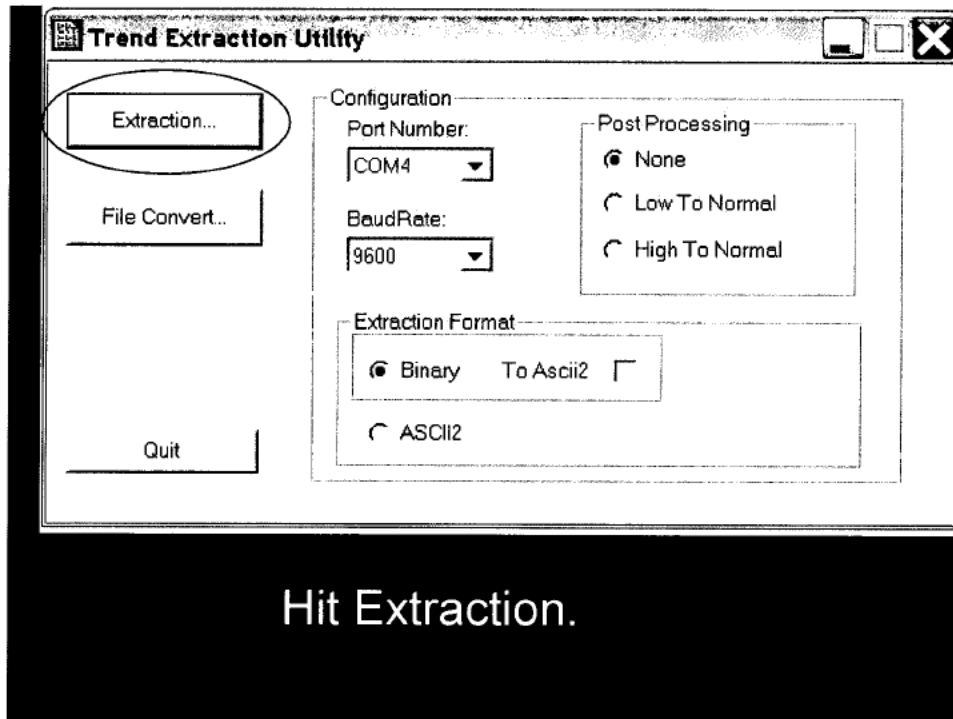 Trend Extraction Utility
Extraction...
File Convert...
Quit
Configuration
Port Number:
COM4
BaudRate:
9600
Post Processing
None
Low To Normal
High To Normal
Extraction Format
Binary To Ascii2
ASCII2
Hit Extraction.